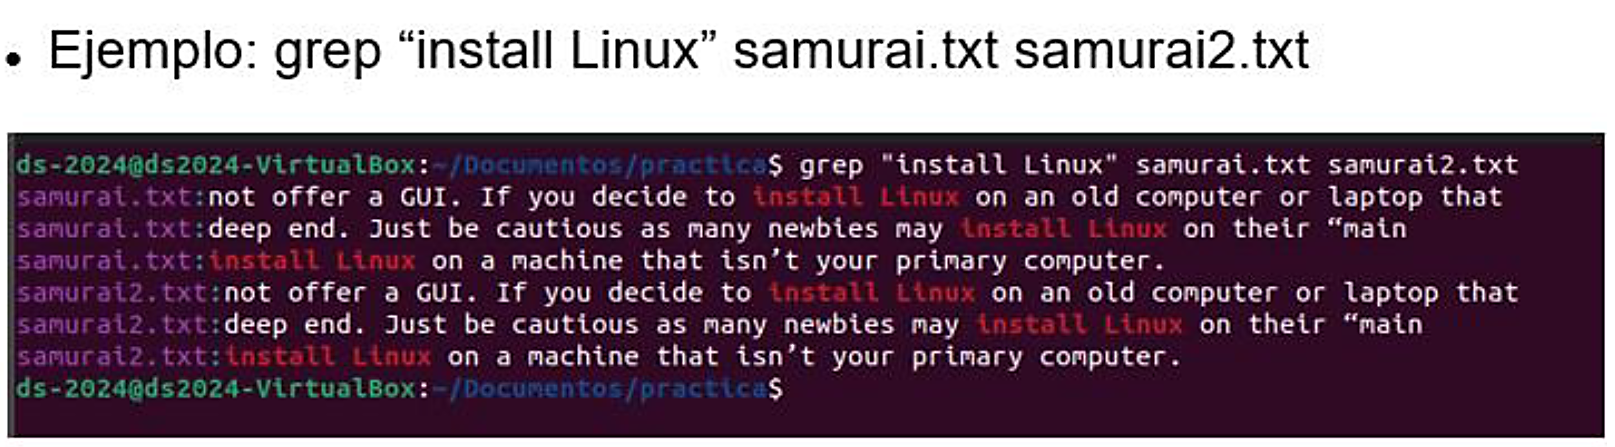 • Ejemplo: grep “install Linux” samurai.txt samurai2.txt
ds-2024@ds2024-VirtualBox:~/Documentos/practica$ grep "install Linux" samurai.txt samurai2.txt
samurai.txt:not offer a GUI. If you decide to install Linux on an old computer or laptop that
samurai.txt:deep end. Just be cautious as many newbies may install Linux on their “main
samurai.txt:install Linux on a machine that isn’t your primary computer.
samurai2.txt:not offer a GUI. If you decide to install Linux on an old computer or laptop that
samurai2.txt:deep end. Just be cautious as many newbies may install Linux on their “main
samurai2.txt:install Linux on a machine that isn’t your primary computer.
ds-2024@ds2024-VirtualBox:~/Documentos/practica$